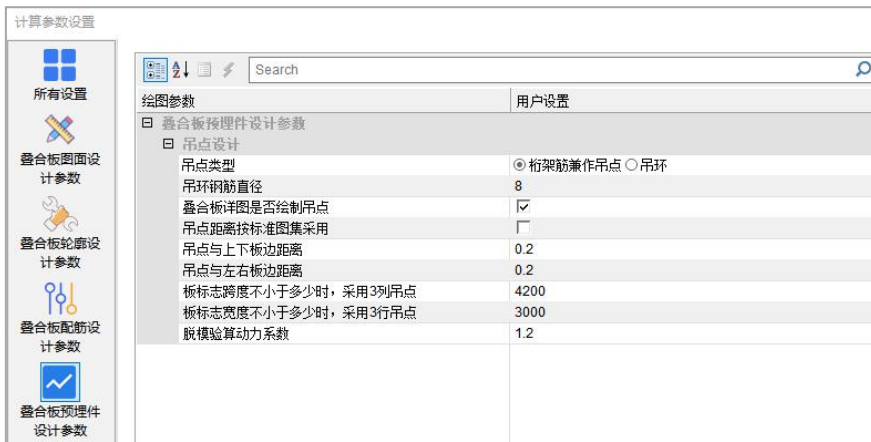 计算参数设置
所有设置
叠合板图面设
计参数
叠合板轮廓设
计参数
叠合板配筋设
计参数
叠合板预埋件
设计参数
Search
绘图参数 用户设置
叠合板预埋件设计参数
吊点设计
吊点类型 桁架筋兼作吊点 吊环
吊环钢筋直径 8
叠合板详图是否绘制吊点
吊点距离按标准图集采用
吊点与上下板边距离 0.2
吊点与左右板边距离 0.2
板标志跨度不小于多少时，采用3列吊点 4200
板标志宽度不小于多少时，采用3行吊点 3000
脱模验算动力系数 1.2